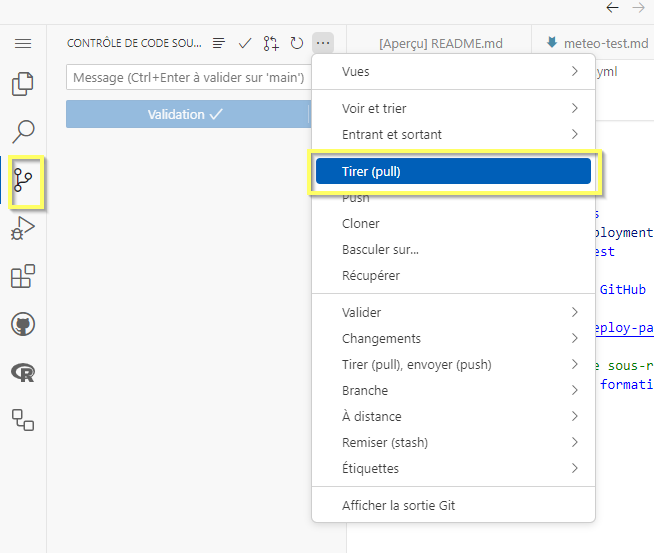 CONTRÔLE DE CODE SOU...
[Aperçu] README.md
meteo-test.md
Message (Ctrl+Enter à valider sur 'main')
Validation
Vues
yml
Voir et trier
Entrant et sortant
Tirer (pull)
Push
Cloner
s
Basculer sur...
ployment
est
Récupérer
GitHub
Valider
eploy-pa
Changements
Tirer (pull), envoyer (push)
e sous-r
Branche
formati
À distance
Remiser (stash)
Étiquettes
Afficher la sortie Git